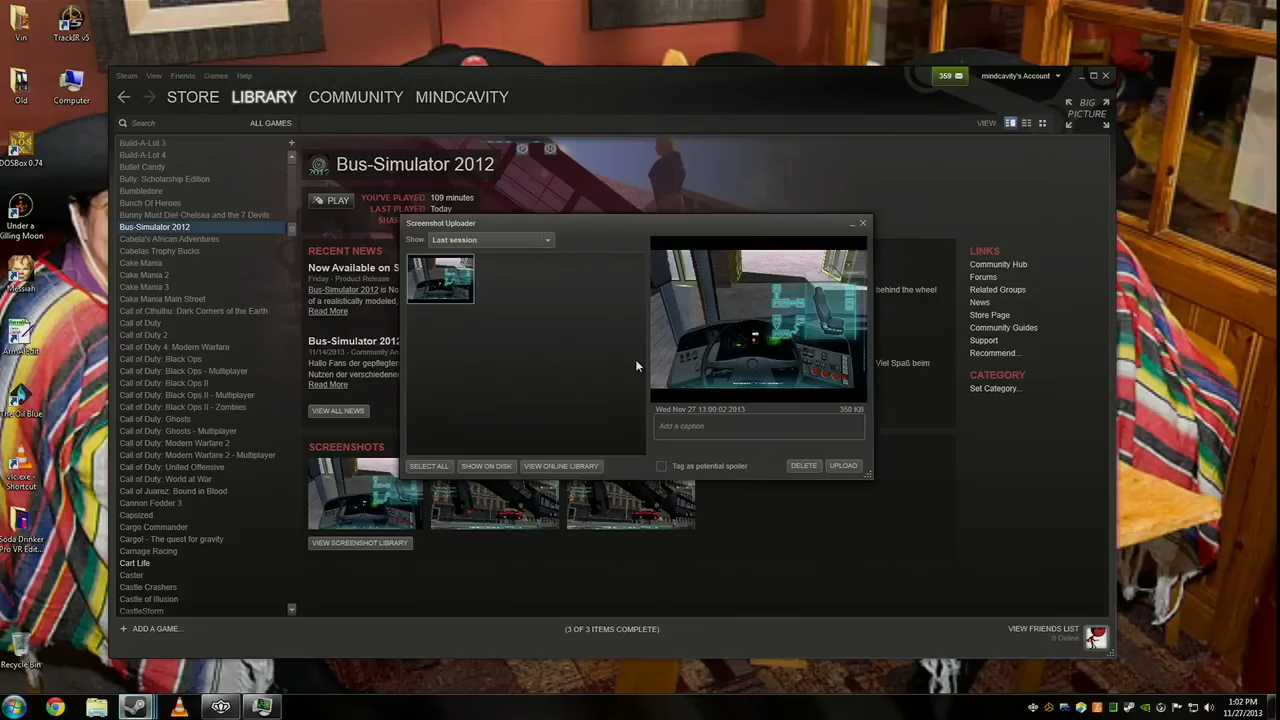 Vin
TrackIR v5
Old
Computer
DOSBox 0.74
Under a
Killing Moon
Messiah
ArmAEdit
The Oil Blue
vlc.exe -
Shortcut
Soda Drinker
Pro VR Edit...
Recycle Bin
Steam View Friends Games Help
359
mindcavity's Account
STORE LIBRARY COMMUNITY MINDCAVITY
BIG
PICTURE
Search
ALL GAMES
VIEW
Build-A-Lot 3
Build-A-Lot 4
Bullet Candy
Bully: Scholarship Edition
Bumbledore
Bunch Of Heroes
Bunny Must Die! Chelsea and the 7 Devils
Bus-Simulator 2012
Cabela's African Adventures
Cabelas Trophy Bucks
Cake Mania
Cake Mania 2
Cake Mania 3
Cake Mania Main Street
Call of Cthulhu: Dark Corners of the Earth
Call of Duty
Call of Duty 2
Call of Duty 4: Modern Warfare
Call of Duty: Black Ops
Call of Duty: Black Ops - Multiplayer
Call of Duty: Black Ops II
Call of Duty: Black Ops II - Multiplayer
Call of Duty: Black Ops II - Zombies
Call of Duty: Ghosts
Call of Duty: Ghosts - Multiplayer
Call of Duty: Modern Warfare 2
Call of Duty: Modern Warfare 2 - Multiplayer
Call of Duty: United Offensive
Call of Duty: World at War
Call of Juarez: Bound in Blood
Cannon Fodder 3
Capsized
Cargo Commander
Cargo! - The quest for gravity
Carnage Racing
Cart Life
Caster
Castle Crashers
Castle of Illusion
CastleStorm
ADD A GAME...
Bus-Simulator 2012
PLAY
YOU'VE PLAYED 109 minutes
LAST PLAYED Today
SHA
RECENT NEWS
Now Available on S
Friday - Product Release
Bus-Simulator 2012 is No
of a realistically modeled,
behind the wheel
Read More
Bus-Simulator 2012
11/14/2013 - Community An
Hallo Fans der gepflegter
Viel Spaß beim
Nutzen der verschiedener
Read More
VIEW ALL NEWS
SCREENSHOTS
VIEW SCREENSHOT LIBRARY
Screenshot Uploader
Show: Last session
Wed Nov 27 13:00:02 2013
350 KB
Add a caption
SELECT ALL
SHOW ON DISK
VIEW ONLINE LIBRARY
Tag as potential spoiler
DELETE
UPLOAD
LINKS
Community Hub
Forums
Related Groups
News
Store Page
Community Guides
Support
Recommend...
CATEGORY
Set Category...
(3 OF 3 ITEMS COMPLETE)
VIEW FRIENDS LIST
0 Online
1:02 PM
11/27/2013